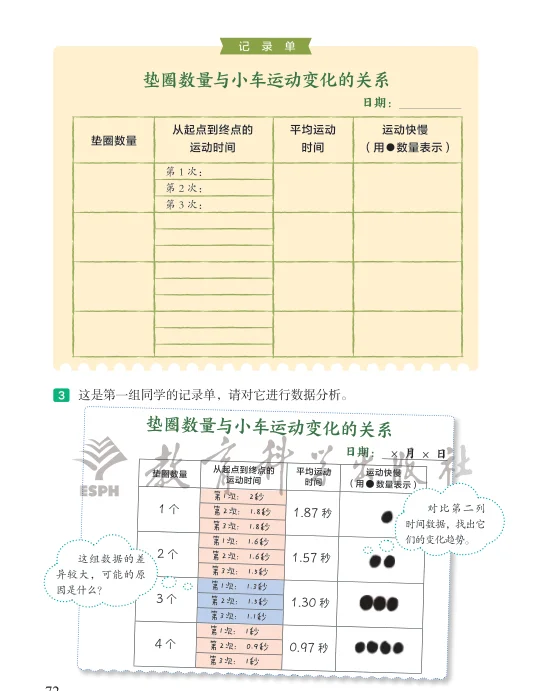 记录单
垫圈数量与小车运动变化的关系
日期：
垫圈数量 从起点到终点的运动时间 平均运动时间 运动快慢（用●数量表示）
第1次：
第2次：
第3次：
3 这是第一组同学的记录单，请对它进行数据分析。
垫圈数量与小车运动变化的关系
日期： ×月×日
垫圈数量 从起点到终点的运动时间 平均运动时间 运动快慢（用●数量表示）
1个 1.87秒
第1次： 2秒
第2次： 1.8秒
第3次： 1.8秒
2个 1.57秒
第1次： 1.6秒
第2次： 1.6秒
第3次： 1.5秒
3个 1.30秒
第1次： 1.3秒
第2次： 1.5秒
第3次： 1.1秒
4个 0.97秒
第1次： 1秒
第2次： 0.9秒
第3次： 1秒
对比第二列
时间数据，找出它
们的变化趋势。
这组数据的差
异较大，可能的原
因是什么？
ESPH 教育科学出版社
72